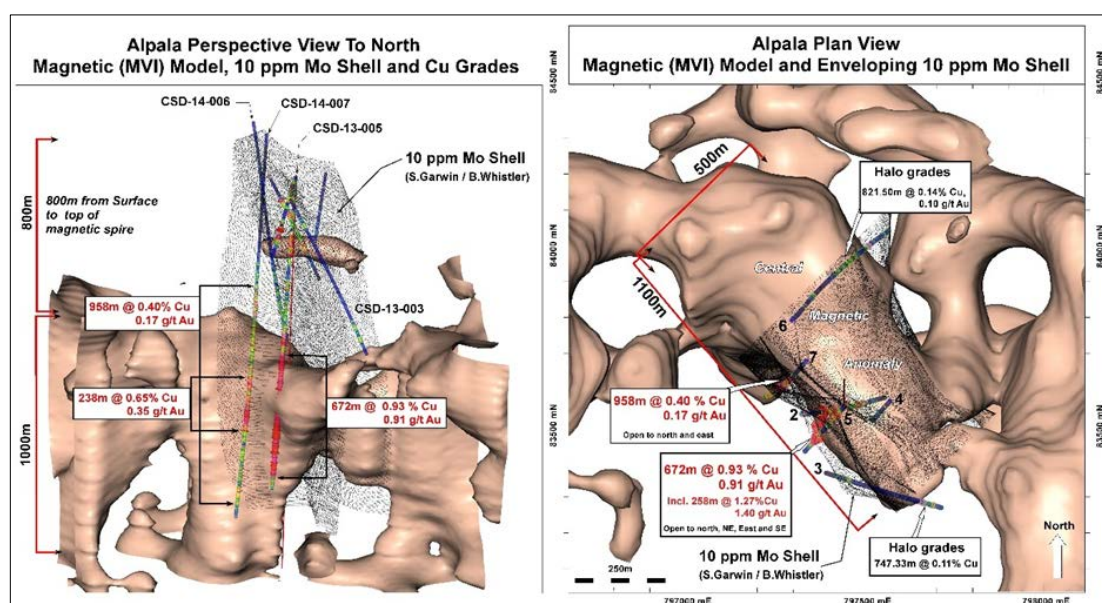 Alpala Perspective View To North
Magnetic (MVI) Model, 10 ppm Mo Shell and Cu Grades
CSD-14-006
CSD-14-007
CSD-13-005
10 ppm Mo Shell
(S.Garwin / B.Whistler)
800m
800m from Surface
to top of
magnetic spire
CSD-13-003
958m @ 0.40% Cu
0.17 g/t Au
238m @ 0.65% Cu
0.35 g/t Au
672m @ 0.93 % Cu
0.91 g/t Au
1000m
84500 mN
84000 mN
83500 mN
Alpala Plan View
Magnetic (MVI) Model and Enveloping 10 ppm Mo Shell
84500 mN
84000 mN
83500 mN
500m
1100m
Halo grades
821.50m @ 0.14% Cu,
0.10 g/t Au
Central
Magnetic
Anomaly
6
7
958m @ 0.40 % Cu
0.17 g/t Au
Open to north and east
2
5
4
3
672m @ 0.93 % Cu
0.91 g/t Au
Incl. 258m @ 1.27%Cu
1.40 g/t Au
Open to north, NE, East and SE
10 ppm Mo Shell
(S.Garwin / B.Whistler)
Halo grades
747.33m @ 0.11% Cu
North
250m
797000 mE
797500 mE
798000 mE